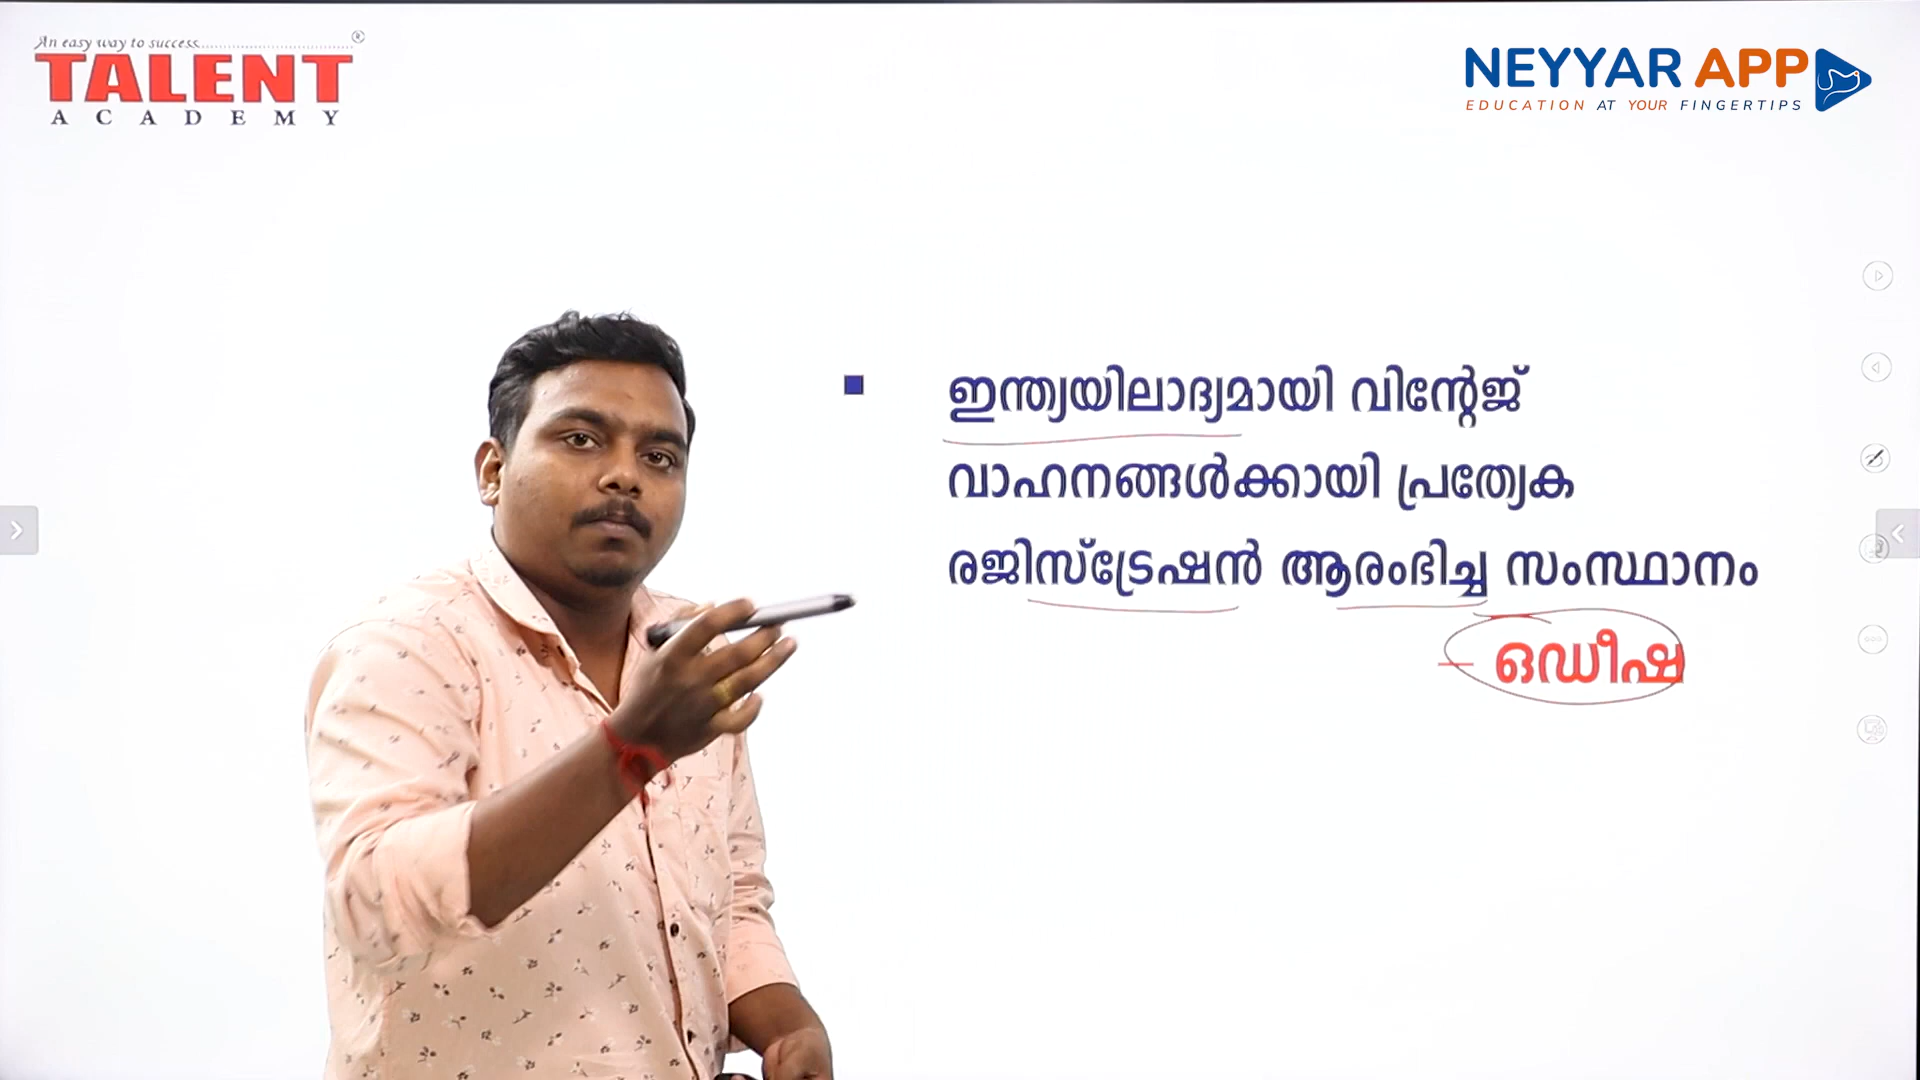 An easy way to success
TALENT
ACADEMY
NEYYAR APP
EDUCATION AT YOUR FINGERTIPS
ഇന്ത്യയിലാദ്യമായി വിന്റേജ്
വാഹനങ്ങൾക്കായി പ്രത്യേക
രജിസ്ട്രേഷൻ ആരംഭിച്ച സംസ്ഥാനം
– ഒഡീഷ